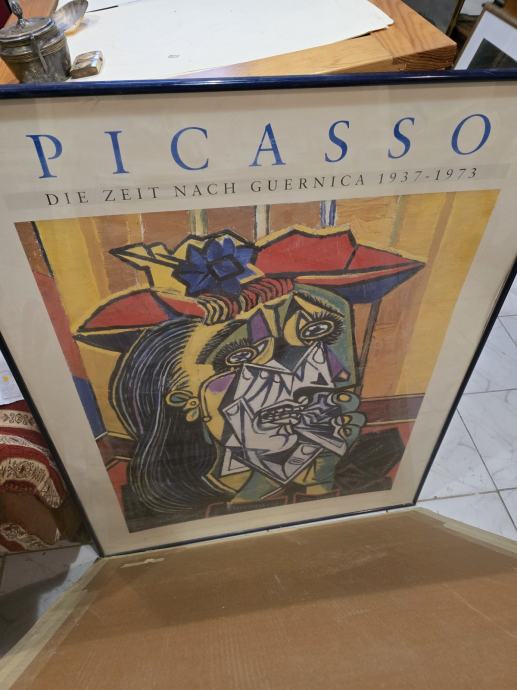 PICASSO
DIE ZEIT NACH GUERNICA 1937-1973